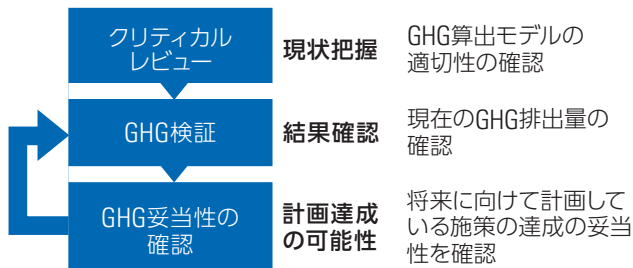 クリティカル
レビュー
現状把握
GHG算出モデルの
適切性の確認
GHG検証
結果確認
現在のGHG排出量の
確認
GHG妥当性の
確認
計画達成
の可能性
将来に向けて計画して
いる施策の達成の妥当
性を確認